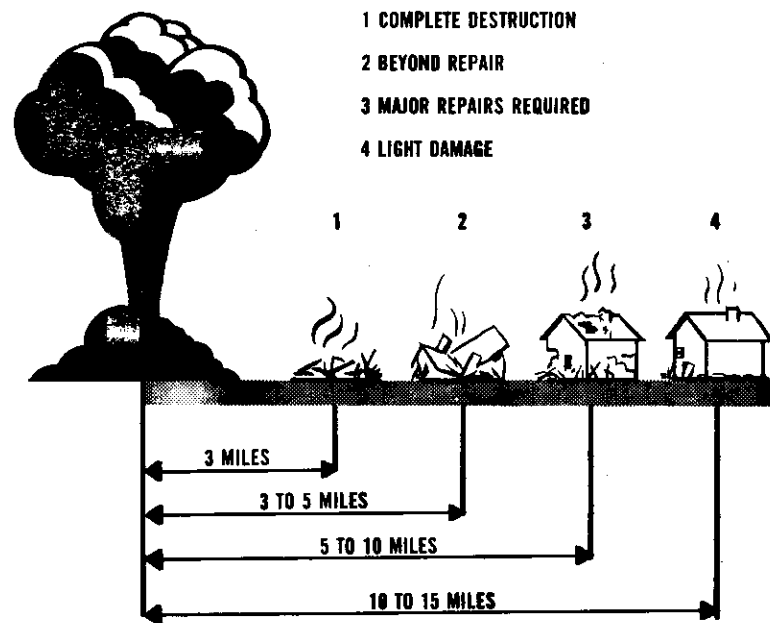 1 COMPLETE DESTRUCTION
2 BEYOND REPAIR
3 MAJOR REPAIRS REQUIRED
4 LIGHT DAMAGE
1 2 3 4
3 MILES
3 TO 5 MILES
5 TO 10 MILES
10 TO 15 MILES